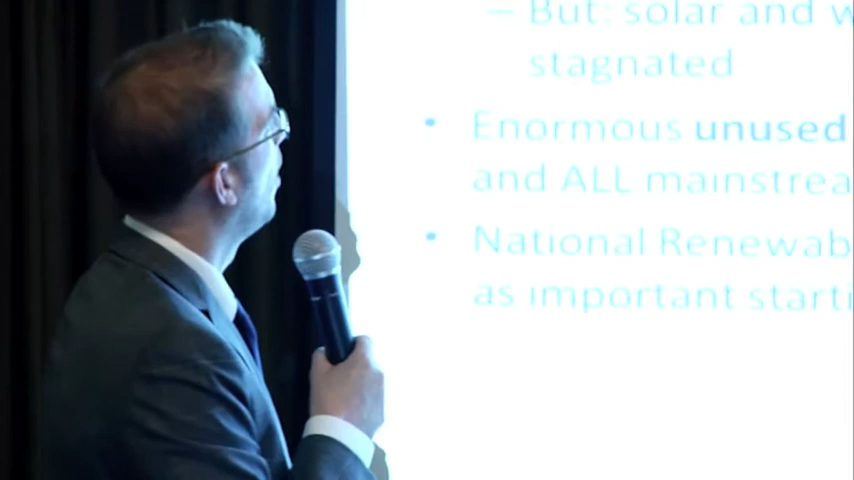 – But: solar and w
stagnated
• Enormous unused
and ALL mainstrea
• National Renewab
as important starti